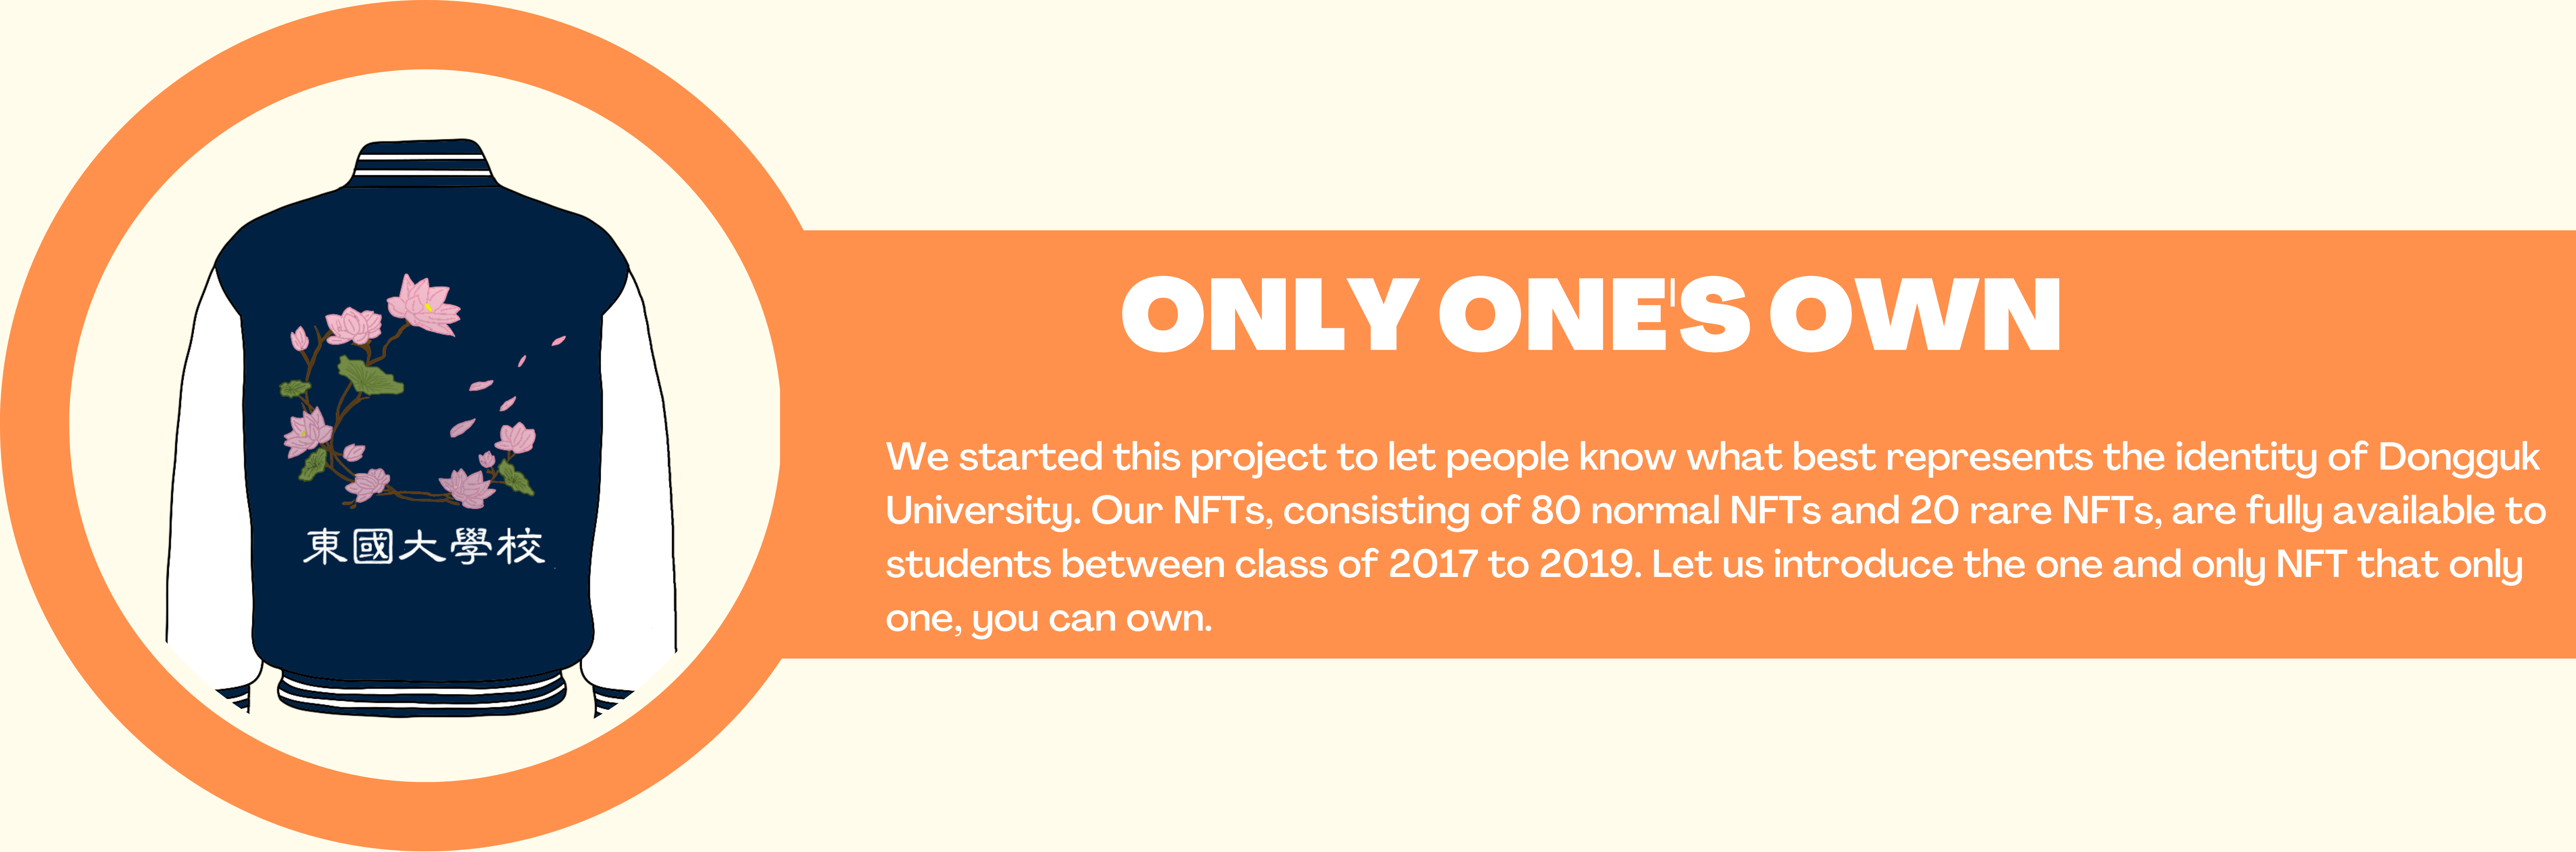 東國大學校
ONLY ONE'S OWN
We started this project to let people know what best represents the identity of Dongguk
University. Our NFTs, consisting of 80 normal NFTs and 20 rare NFTs, are fully available to
students between class of 2017 to 2019. Let us introduce the one and only NFT that only
one, you can own.